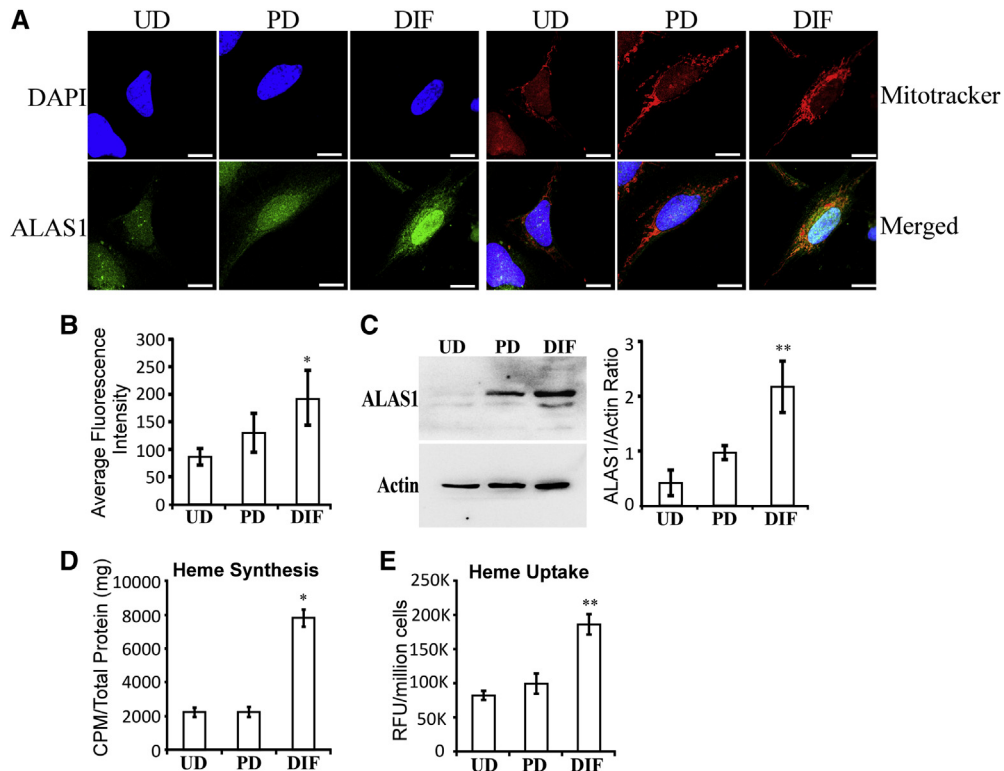 A
UD PD DIF
DAPI
Mitotracker
ALAS1
Merged
B
Average Fluorescence
Intensity
300
250
200
150
100
50
0
*
UD PD DIF
C
UD PD DIF
ALAS1
Actin
ALAS1/Actin Ratio
3
2
1
0
**
UD PD DIF
D
Heme Synthesis
CPM/Total Protein (mg)
10000
8000
6000
4000
2000
0
*
UD PD DIF
E
Heme Uptake
RFU/million cells
250K
200K
150K
100K
50K
0
**
UD PD DIF